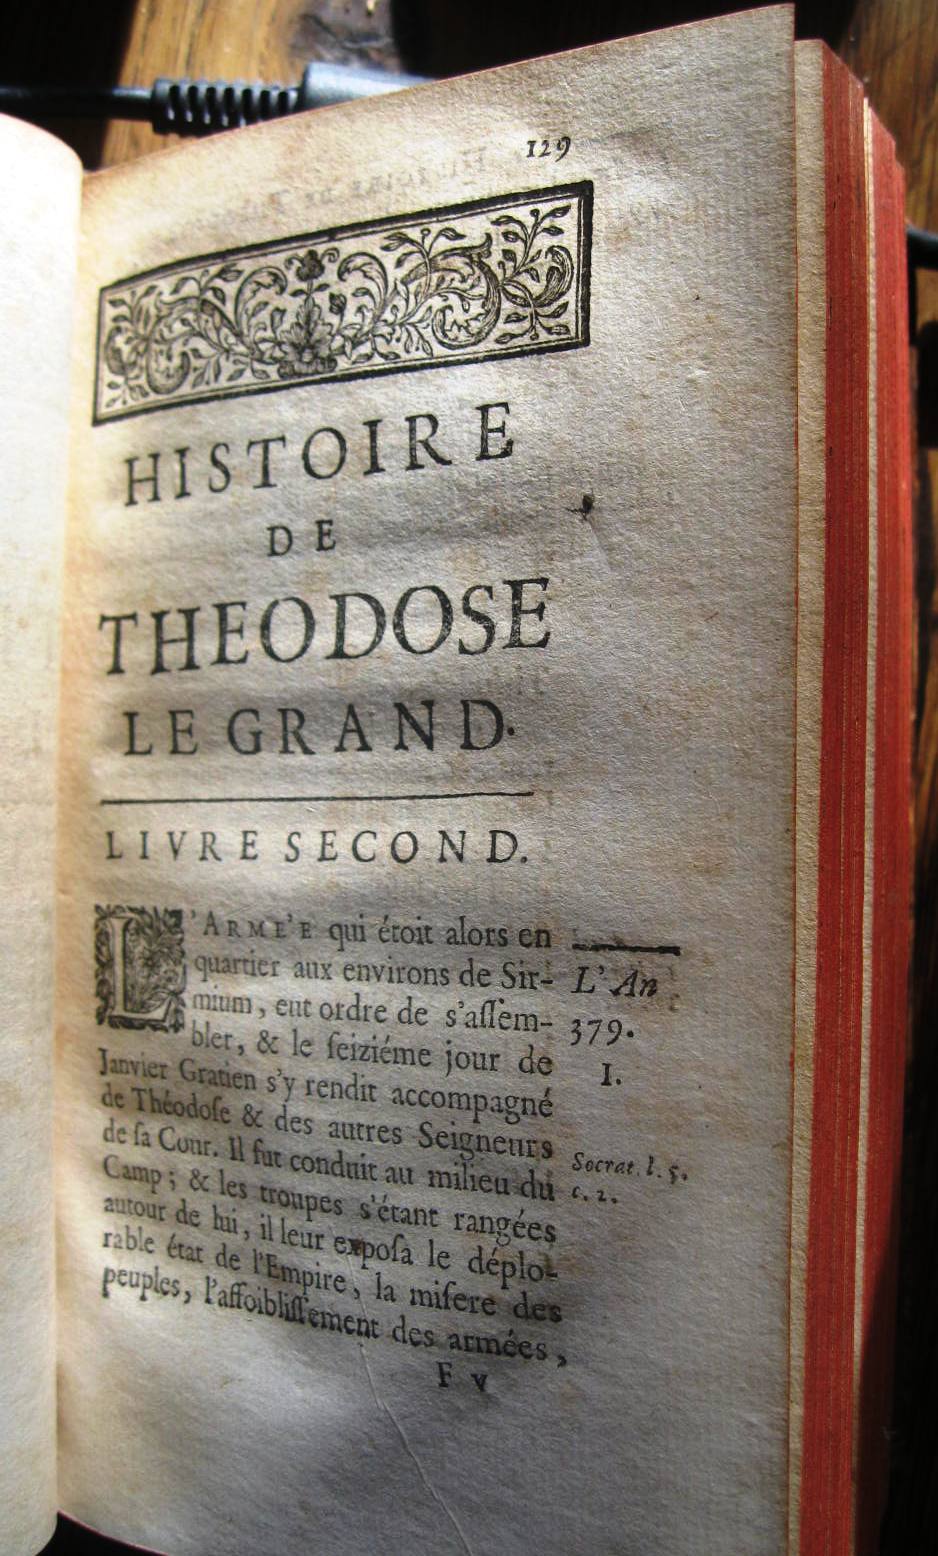 129
HISTOIRE
DE
THEODOSE
LE GRAND.
LIVRE SECOND.
L'ARME'E qui étoit alors en
quartier aux environs de Sir-
mium, eut ordre de s'assem-
bler, & le seiziéme jour de
Janvier Gratien s'y rendit accompagné
de Théodose & des autres Seigneurs
de sa Cour. Il fut conduit au milieu du
Camp ; & les troupes s'étant rangées
autour de lui, il leur exposa le déplo-
rable état de l'Empire, la misere des
peuples, l'affoiblissement des armées,
F v
L'An
379.
I.
Socrat. l. 5.
c. 2.